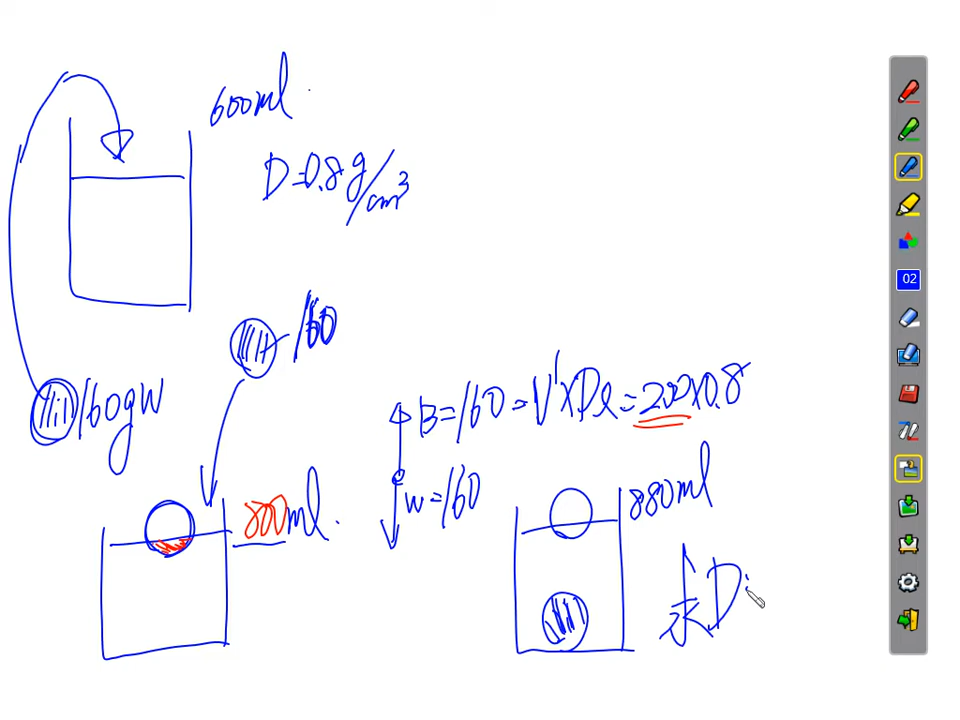 600ml
D=0.8g/cm³
160
160gW
B=160=V'×Dℓ=200×0.8
W=160
800ml.
880ml
求D
02